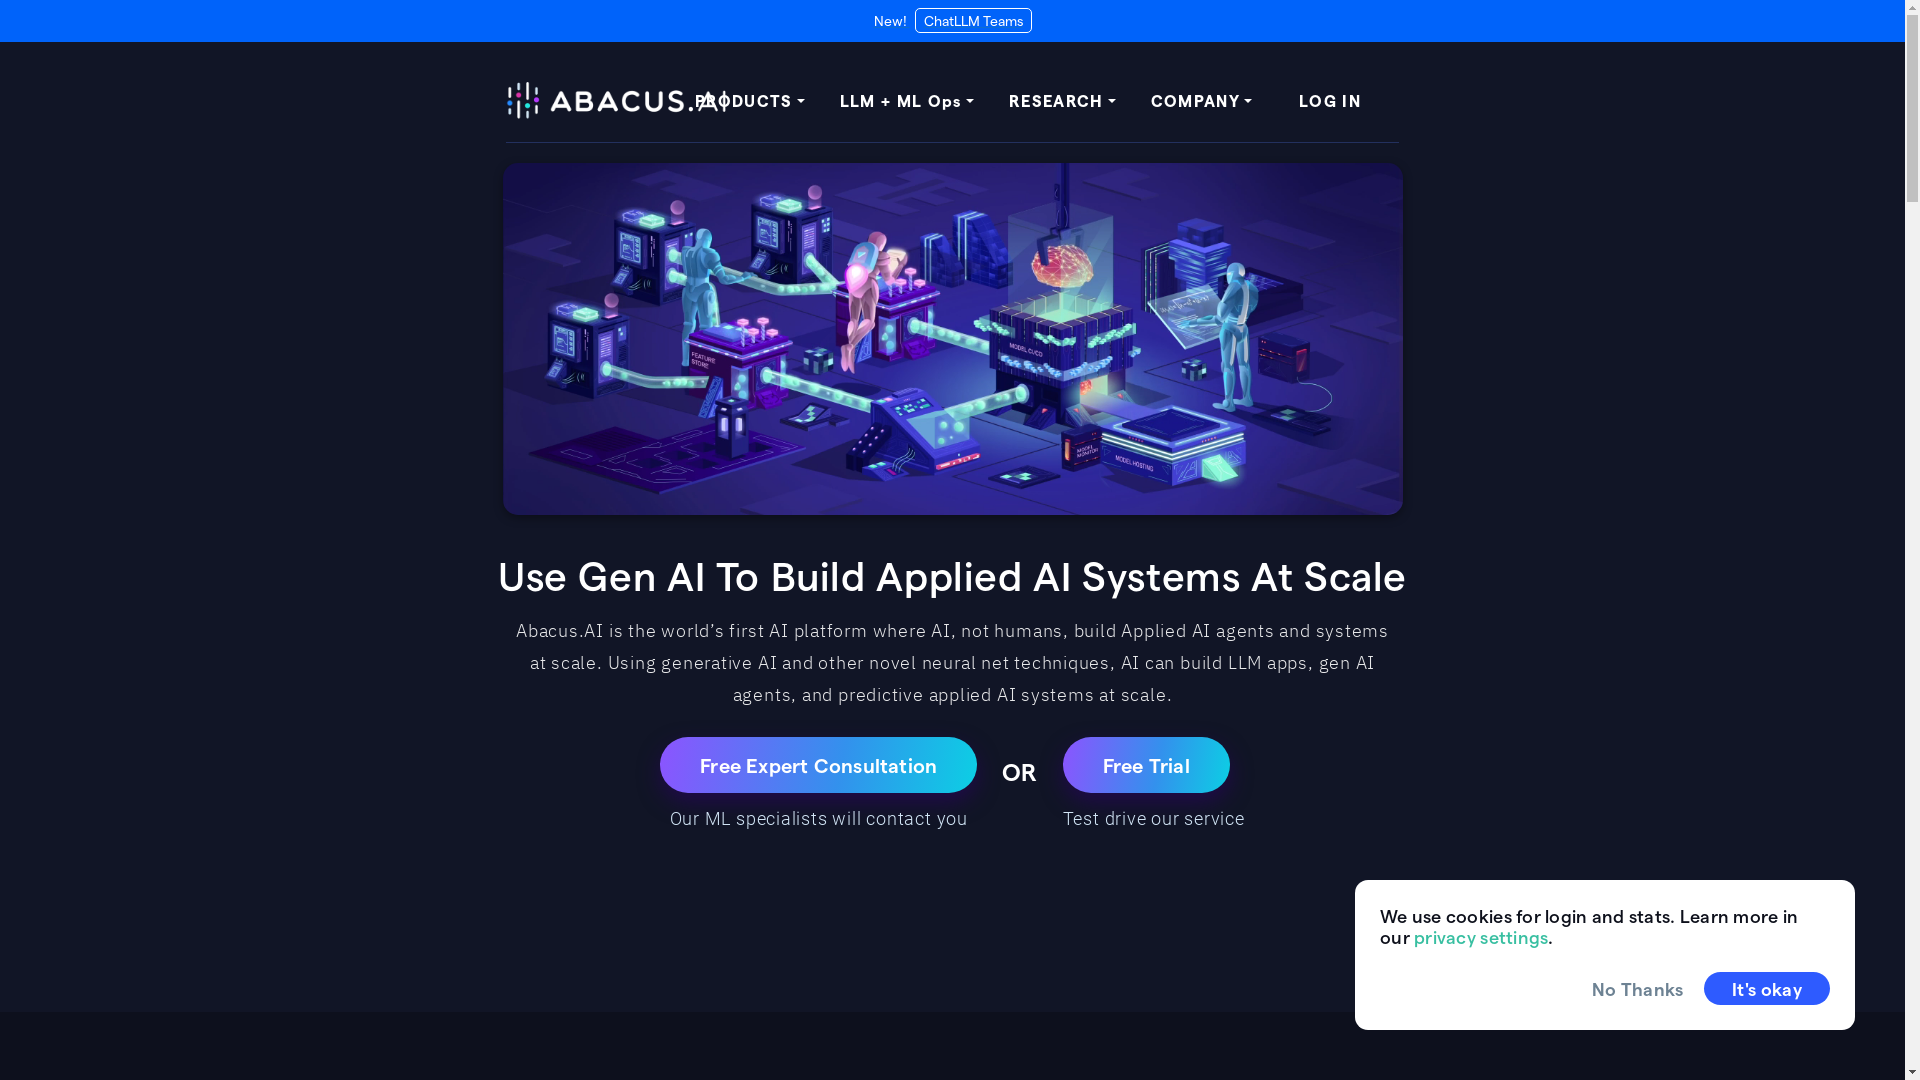 New! ChatLLM Teams
ABACUS.AI PRODUCTS LLM + ML Ops RESEARCH COMPANY LOG IN
FEATURE STORE
MODEL CI/CD
MODEL MONITOR
MODEL HOSTING
Use Gen AI To Build Applied AI Systems At Scale
Abacus.AI is the world’s first AI platform where AI, not humans, build Applied AI agents and systems
at scale. Using generative AI and other novel neural net techniques, AI can build LLM apps, gen AI
agents, and predictive applied AI systems at scale.
Free Expert Consultation OR Free Trial
Our ML specialists will contact you Test drive our service
We use cookies for login and stats. Learn more in
our privacy settings.
No Thanks It's okay